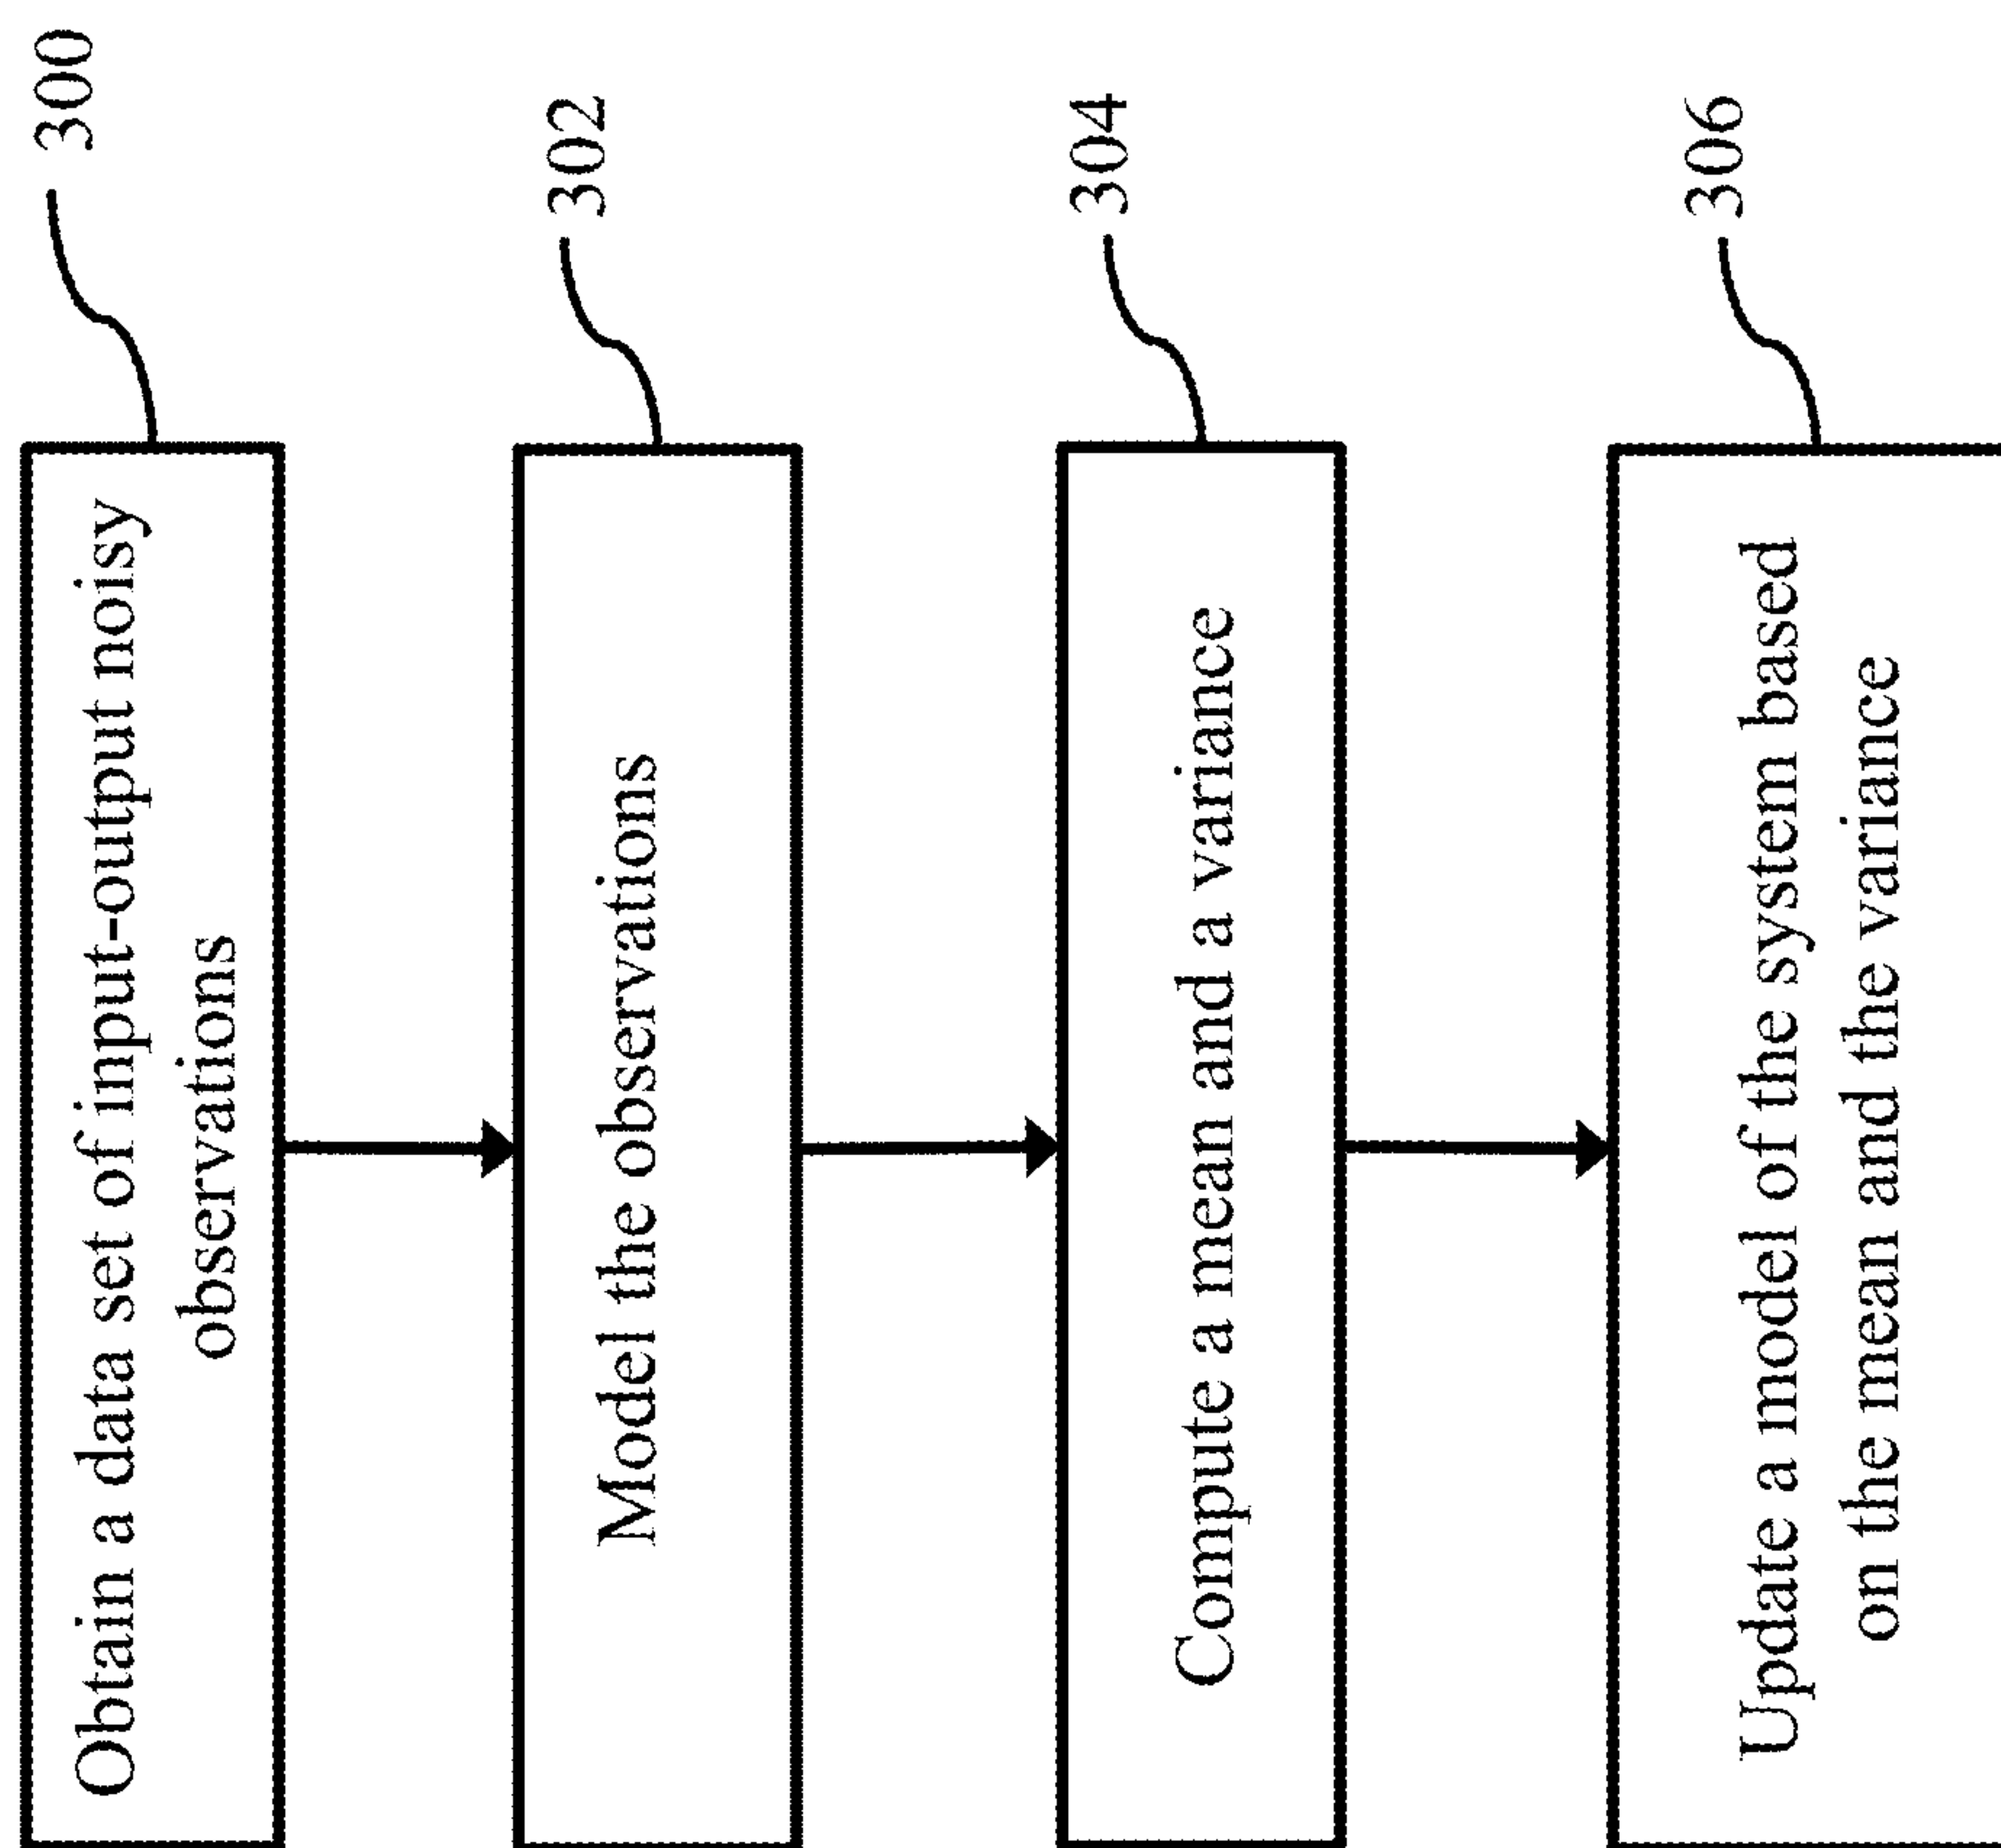 300
Obtain a data set of input-output noisy
observations
302
Model the observations
304
Compute a mean and a variance
306
Update a model of the system based
on the mean and the variance